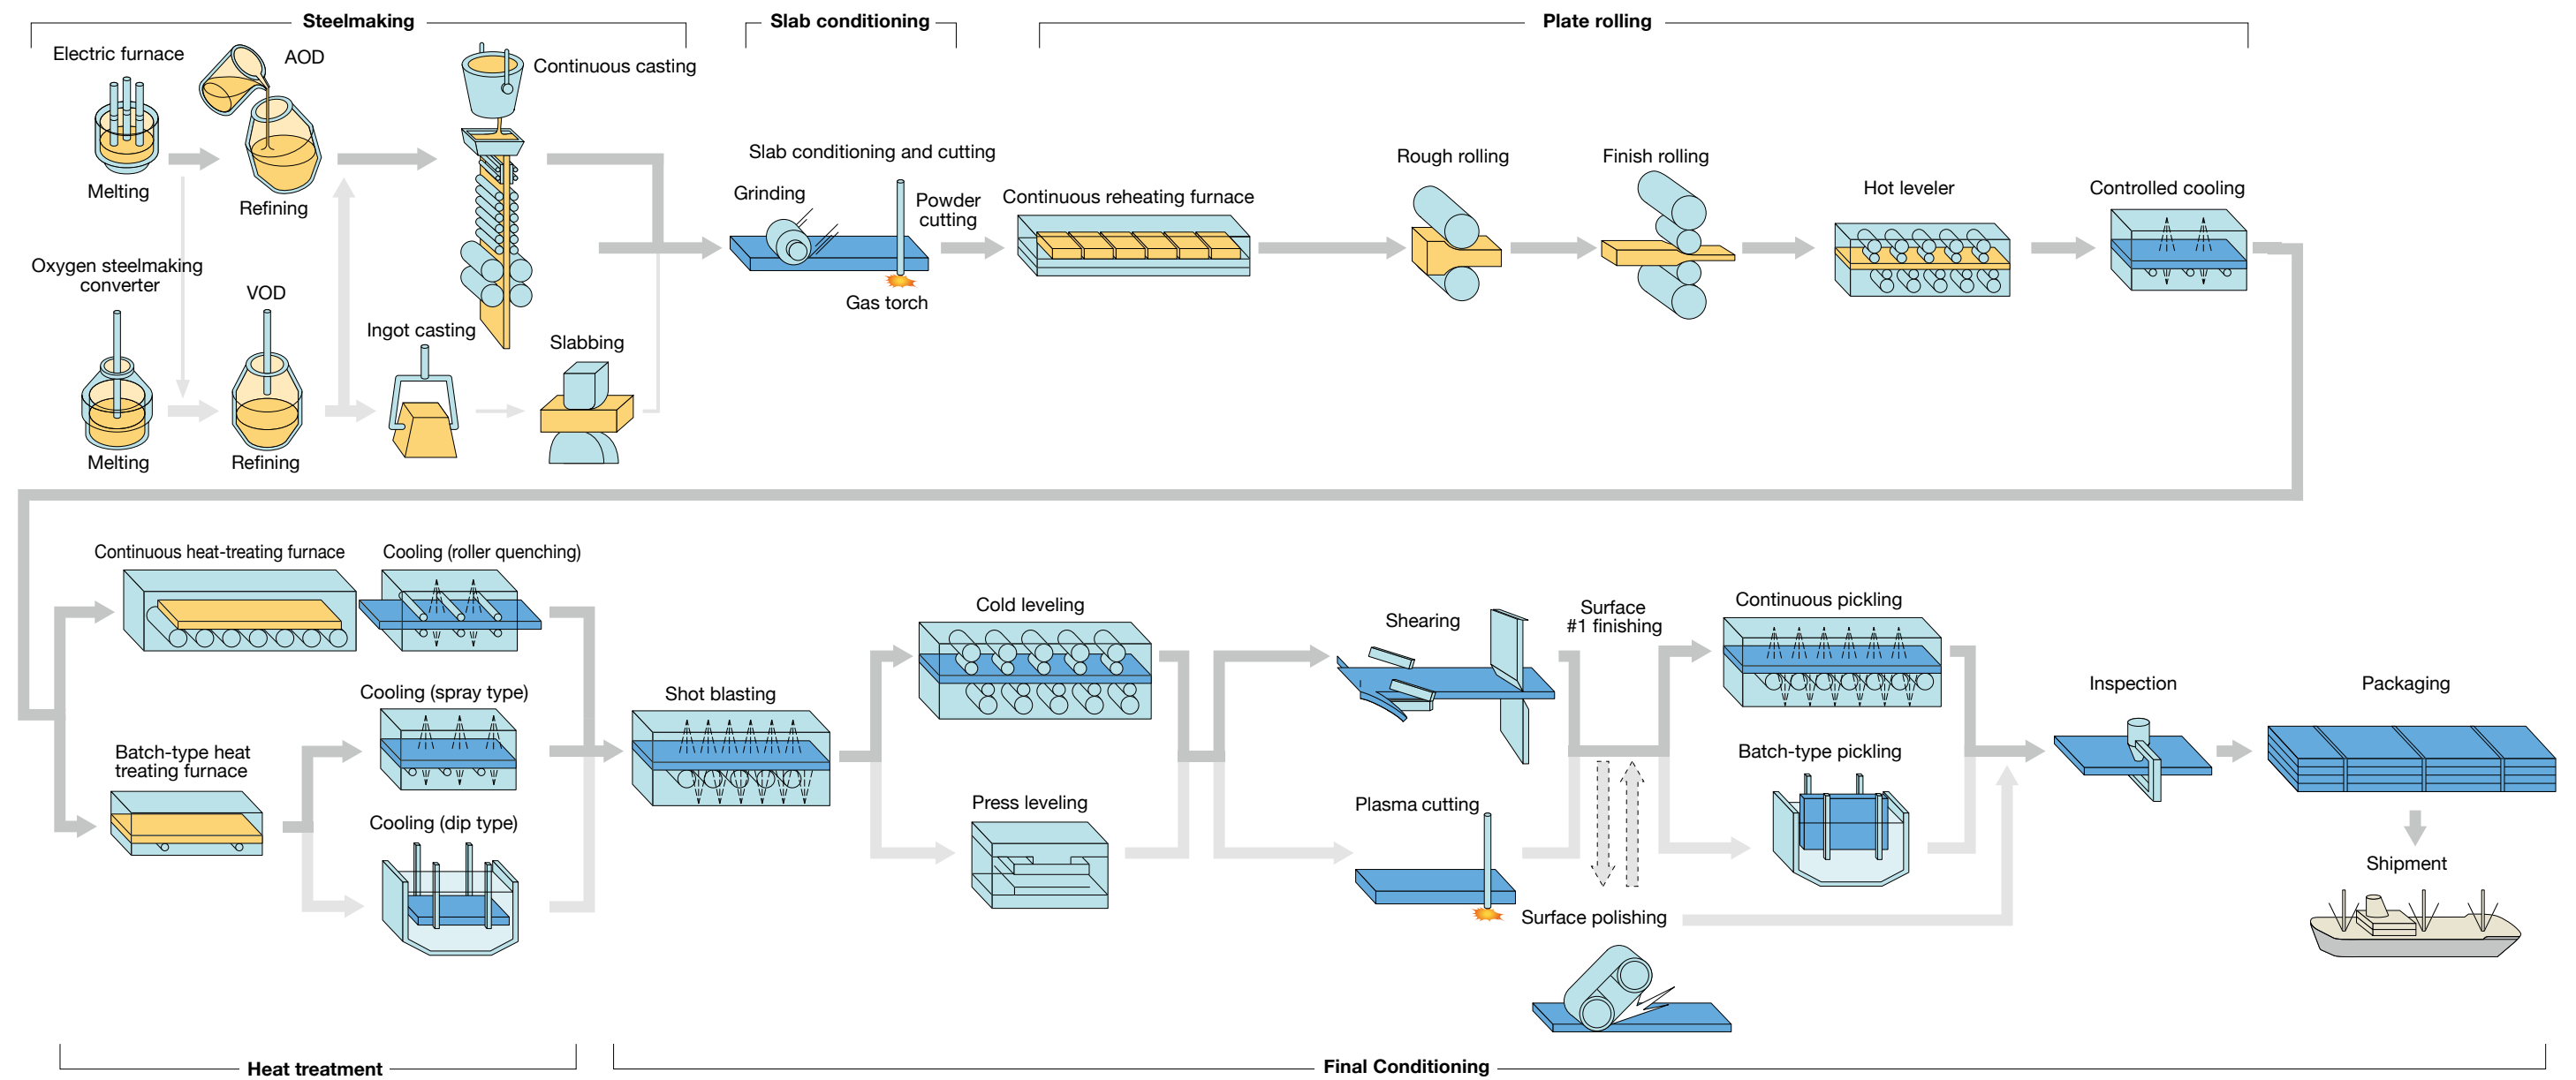 Steelmaking
Slab conditioning
Plate rolling
Electric furnace
AOD
Continuous casting
Melting
Refining
Slab conditioning and cutting
Grinding
Powder
cutting
Gas torch
Continuous reheating furnace
Rough rolling
Finish rolling
Hot leveler
Controlled cooling
Oxygen steelmaking
converter
VOD
Ingot casting
Slabbing
Melting
Refining
Continuous heat-treating furnace
Cooling (roller quenching)
Cooling (spray type)
Batch-type heat
treating furnace
Cooling (dip type)
Shot blasting
Cold leveling
Press leveling
Shearing
Surface
#1 finishing
Plasma cutting
Surface polishing
Continuous pickling
Batch-type pickling
Inspection
Packaging
Shipment
Heat treatment
Final Conditioning